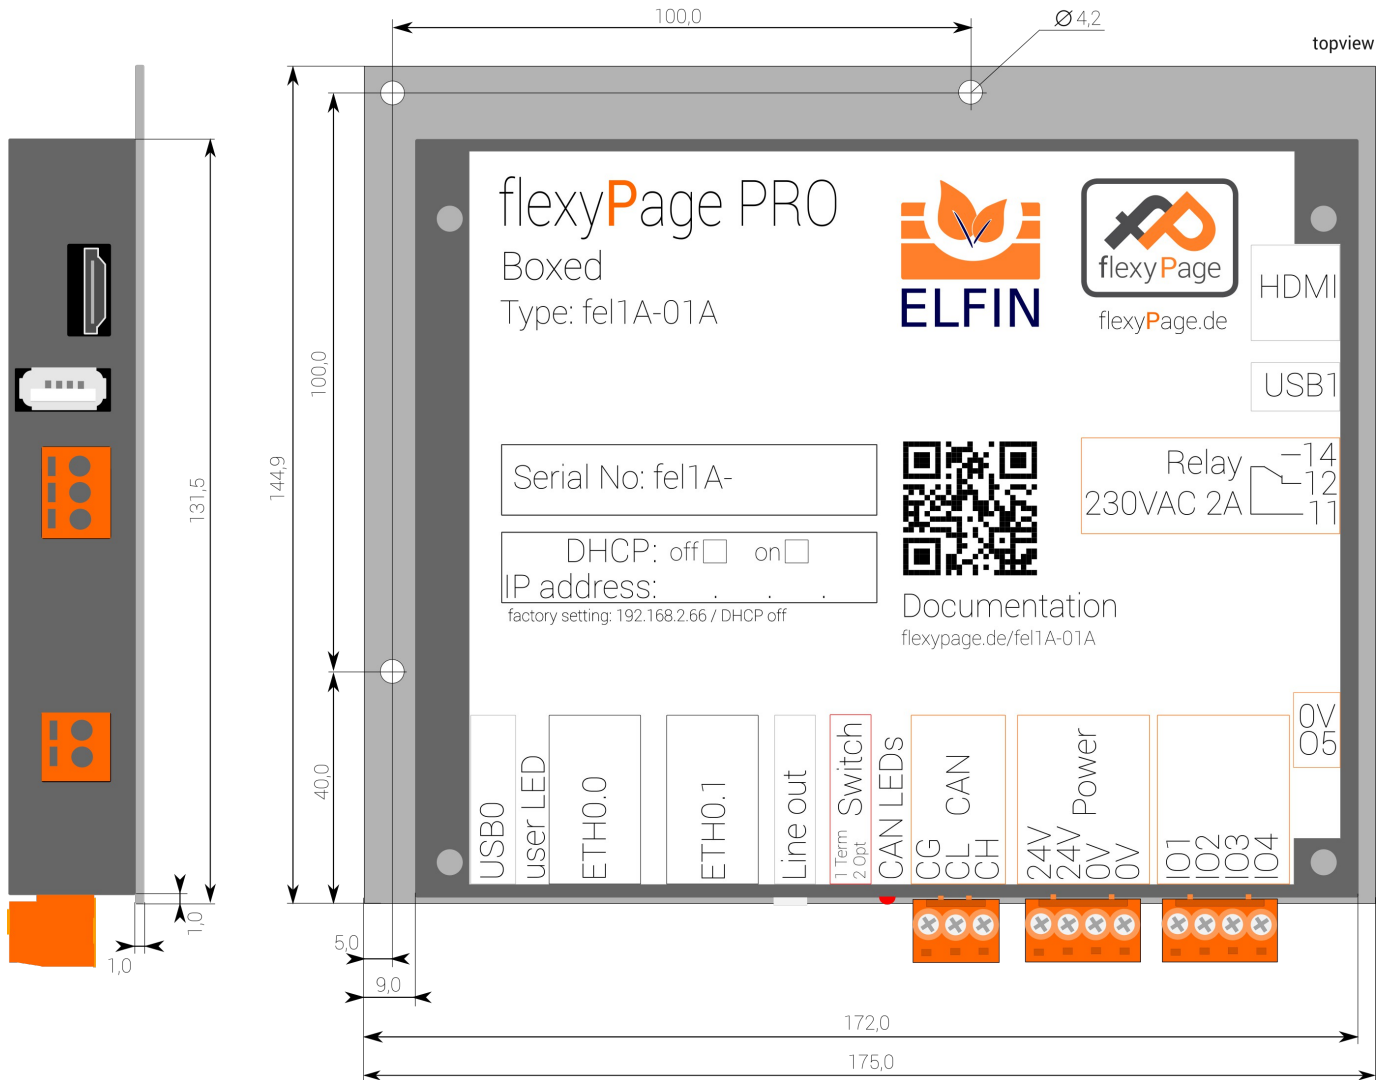 100,0
Ø 4,2
topview
flexyPage PRO
Boxed
Type: fel1A-01A
ELFIN
flexyPage
flexyPage.de
HDMI
USB1
100,0
144,9
131,5
Serial No: fel1A-
Relay
230VAC 2A
14
12
11
DHCP: off on
IP address: . . .
factory setting: 192.168.2.66 / DHCP off
Documentation
flexypage.de/fel1A-01A
0V
O5
40,0
USB0
user LED
ETH0.0
ETH0.1
Line out
1 Term
2 Opt
Switch
CAN LEDs
CG
CL
CH
CAN
24V
24V
0V
0V
Power
IO1
IO2
IO3
IO4
1,0
1,0
5,0
9,0
172,0
175,0